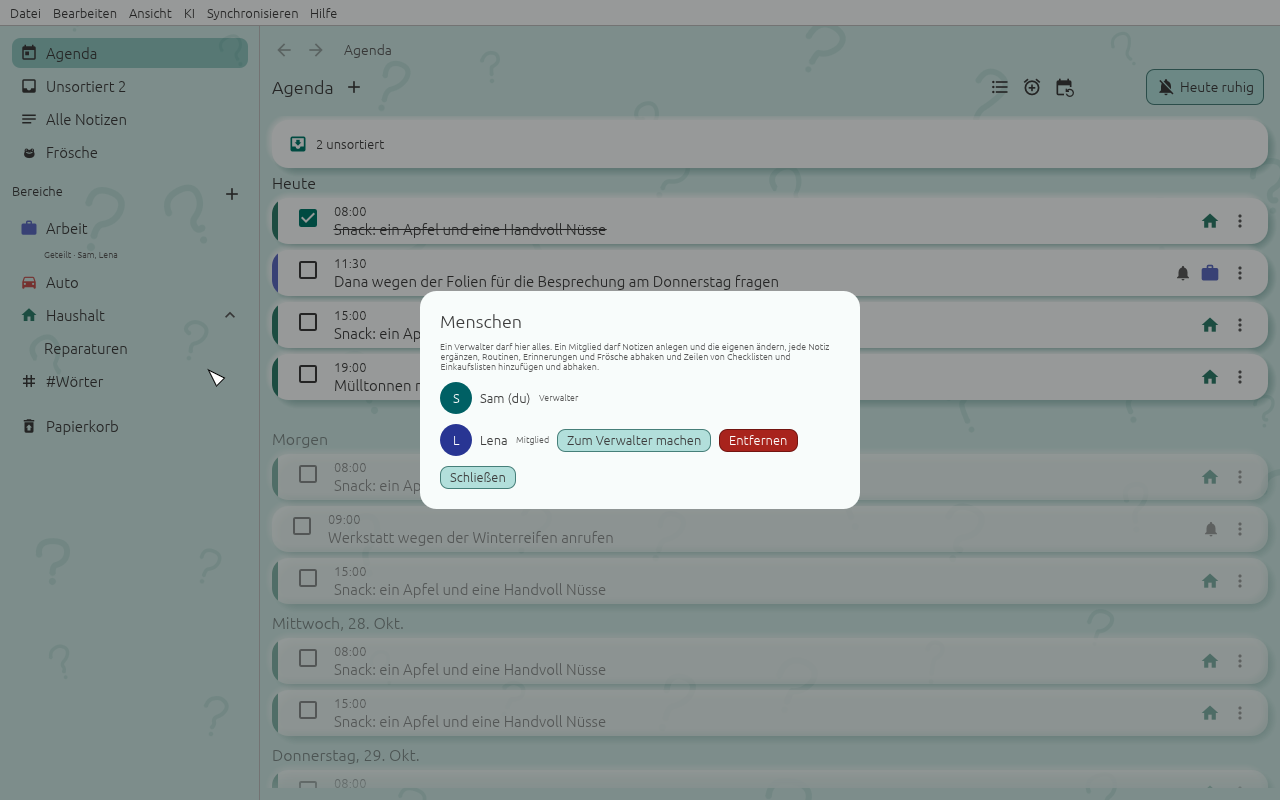 Datei Bearbeiten Ansicht KI Synchronisieren Hilfe
Agenda
Unsortiert 2
Alle Notizen
Frösche
Bereiche
Arbeit
Geteilt · Sam, Lena
Auto
Haushalt
Reparaturen
#Wörter
Papierkorb
Agenda
Agenda
Heute ruhig
2 unsortiert
Heute
08:00
Snack: ein Apfel und eine Handvoll Nüsse
11:30
Dana wegen der Folien für die Besprechung am Donnerstag fragen
15:00
Snack: ein Ap
19:00
Mülltonnen
Menschen
Ein Verwalter darf hier alles. Ein Mitglied darf Notizen anlegen und die eigenen ändern, jede Notiz
ergänzen, Routinen, Erinnerungen und Frösche abhaken und Zeilen von Checklisten und
Einkaufslisten hinzufügen und abhaken.
S Sam (du) Verwalter
L Lena Mitglied Zum Verwalter machen Entfernen
Schließen
Morgen
08:00
Snack: ein Ap
09:00
Werkstatt wegen der Winterreifen anrufen
15:00
Snack: ein Apfel und eine Handvoll Nüsse
Mittwoch, 28. Okt.
08:00
Snack: ein Apfel und eine Handvoll Nüsse
15:00
Snack: ein Apfel und eine Handvoll Nüsse
Donnerstag, 29. Okt.
08:00